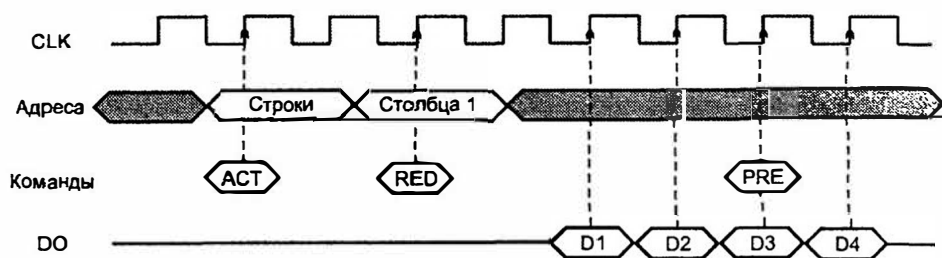 CLK
Адреса Строки Столбца 1
Команды ACT RED PRE
DO D1 D2 D3 D4